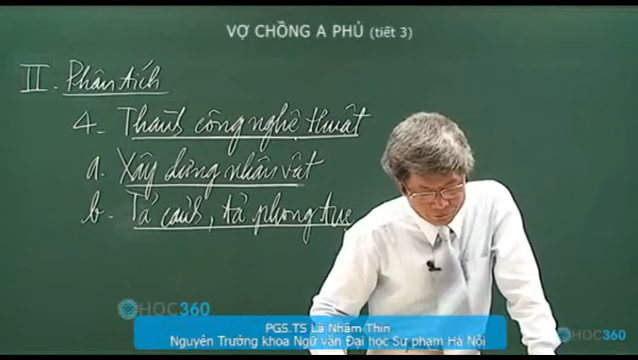 VỢ CHỒNG A PHỦ (tiết 3)
II. Phân tích
4- Thành công nghệ thuật
a. Xây dựng nhân vật
b- Tả cảnh, tả phong tục
HOC360
HOC360
PGS.TS Lã Nhâm Thìn
Nguyên Trưởng khoa Ngữ văn Đại học Sư phạm Hà Nội